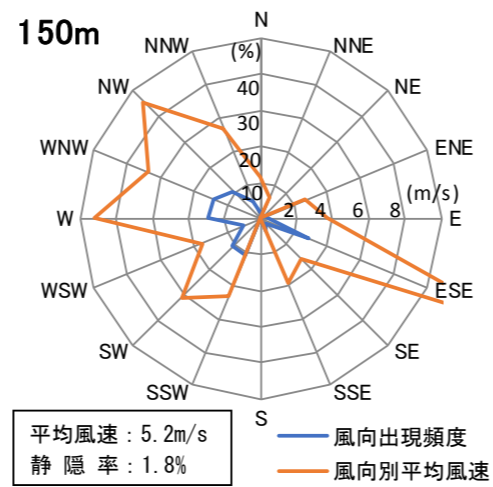 150m
N
NNW
NNE
(%)
NW
NE
40
30
WNW
ENE
20
10
(m/s)
W
2
4
6
8
E
WSW
ESE
SW
SE
SSW
SSE
S
平均風速：5.2m/s
静 隠 率：1.8%
風向出現頻度
風向別平均風速